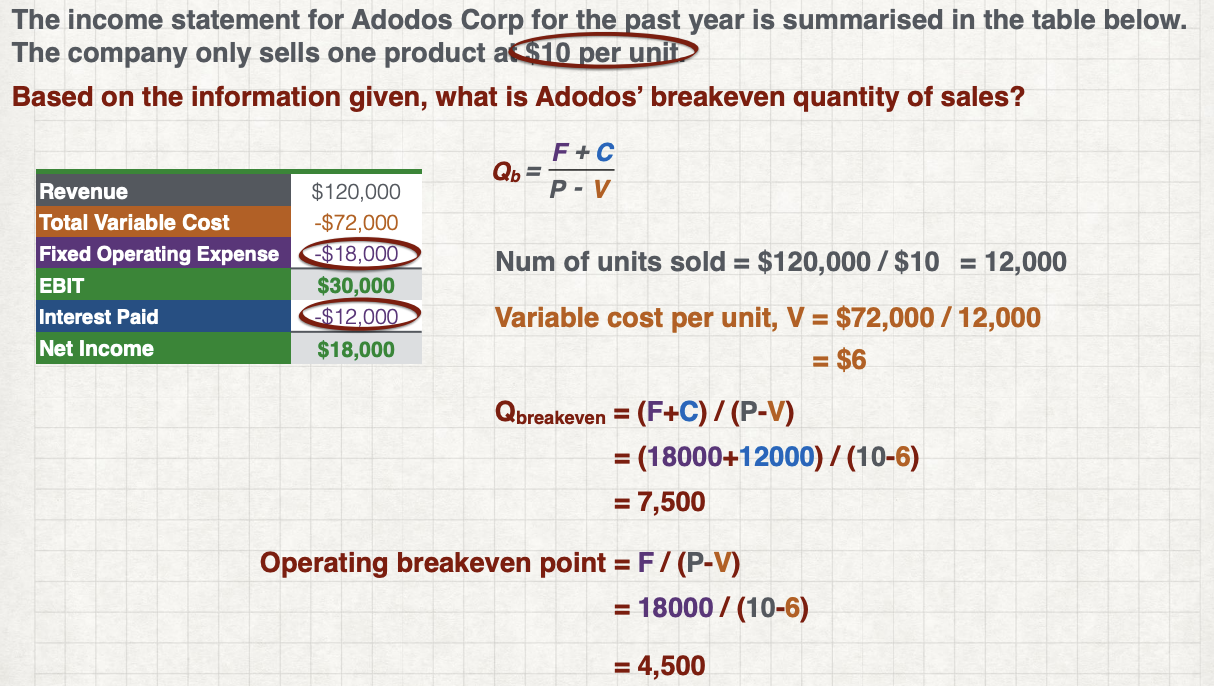 The income statement for Adodos Corp for the past year is summarised in the table below.
The company only sells one product at $10 per unit.
Based on the information given, what is Adodos’ breakeven quantity of sales?
Qb = F + C / P - V
Revenue $120,000
Total Variable Cost -$72,000
Fixed Operating Expense -$18,000
EBIT $30,000
Interest Paid -$12,000
Net Income $18,000
Num of units sold = $120,000 / $10 = 12,000
Variable cost per unit, V = $72,000 / 12,000
= $6
Qbreakeven = (F+C) / (P-V)
= (18000+12000) / (10-6)
= 7,500
Operating breakeven point = F / (P-V)
= 18000 / (10-6)
= 4,500